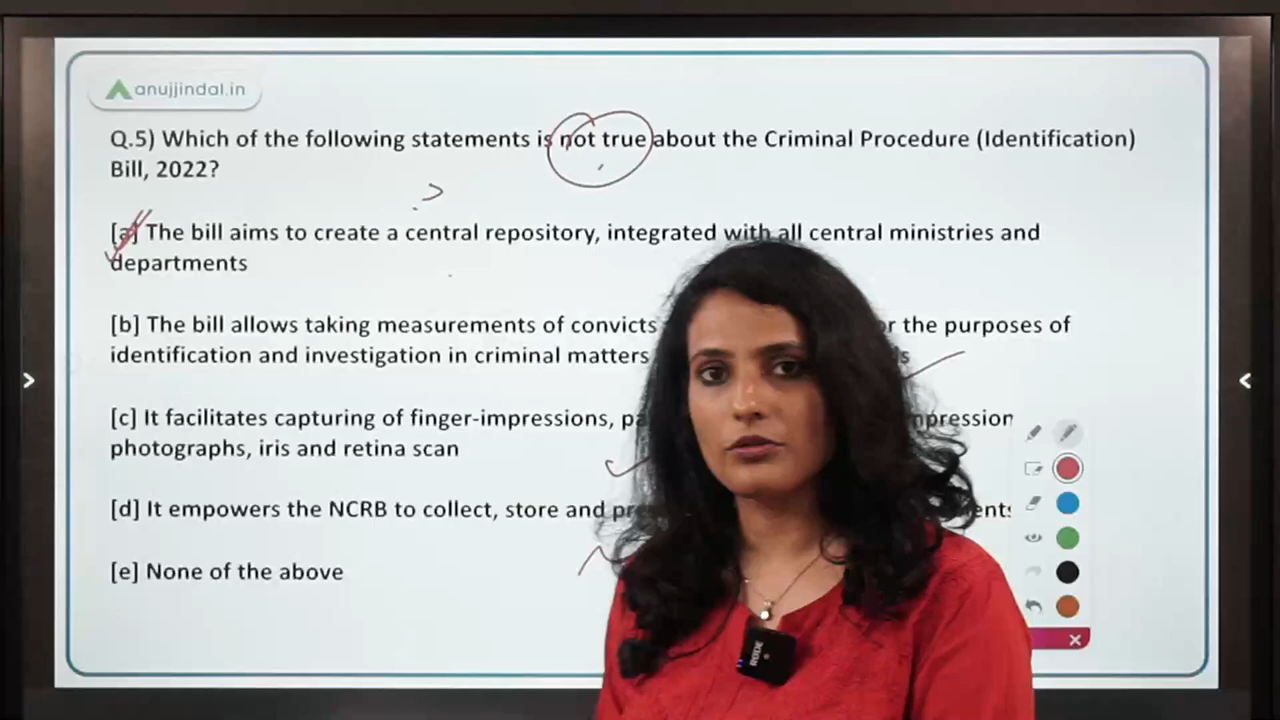 anujjindal.in
Q.5) Which of the following statements is not true about the Criminal Procedure (Identification)
Bill, 2022?
[a] The bill aims to create a central repository, integrated with all central ministries and
departments
[b] The bill allows taking measurements of convicts the purposes of
identification and investigation in criminal matters
[c] It facilitates capturing of finger-impressions,
photographs, iris and retina scan
[d] It empowers the NCRB to collect, store and
[e] None of the above
RODE